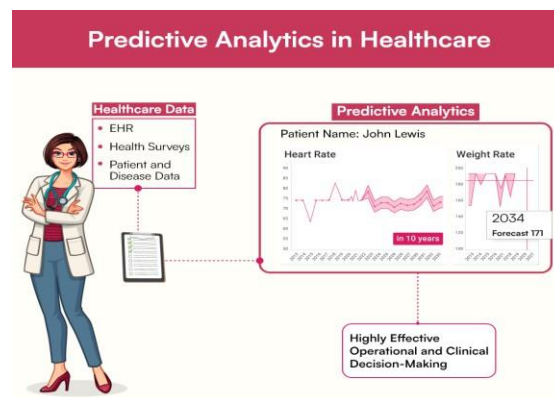 Predictive Analytics in Healthcare
Healthcare Data
EHR
Health Surveys
Patient and
Disease Data
Predictive Analytics
Patient Name: John Lewis
Heart Rate
Weight Rate
2034
Forecast 171
In 10 years
Highly Effective
Operational and Clinical
Decision-Making